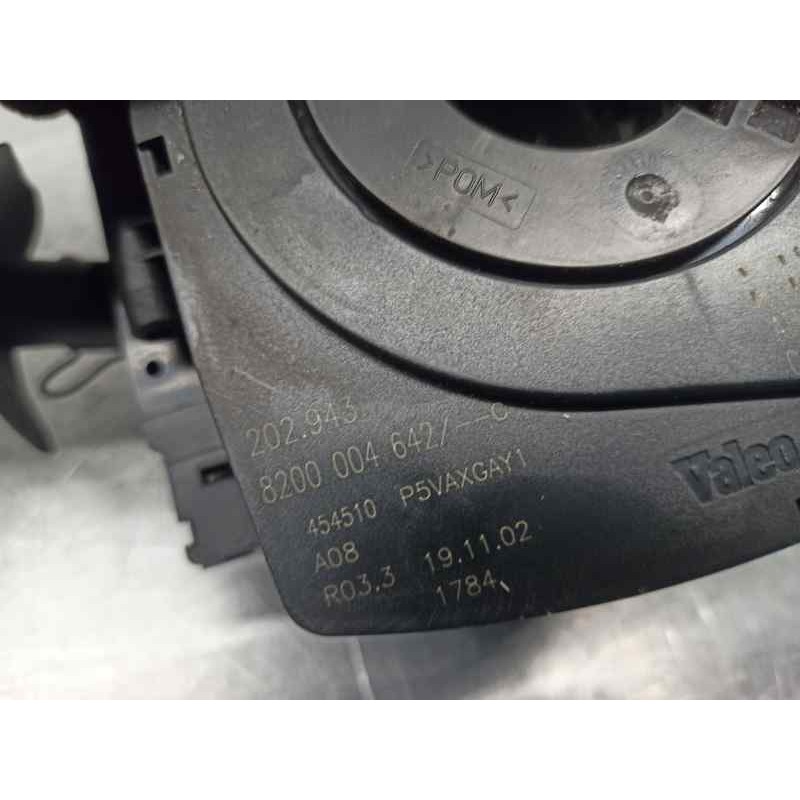 >POM<
202.943
8200 004 642/--C
454510 P5VAXGAY1
A08 19.11.02
R03.3 1784
Valeo